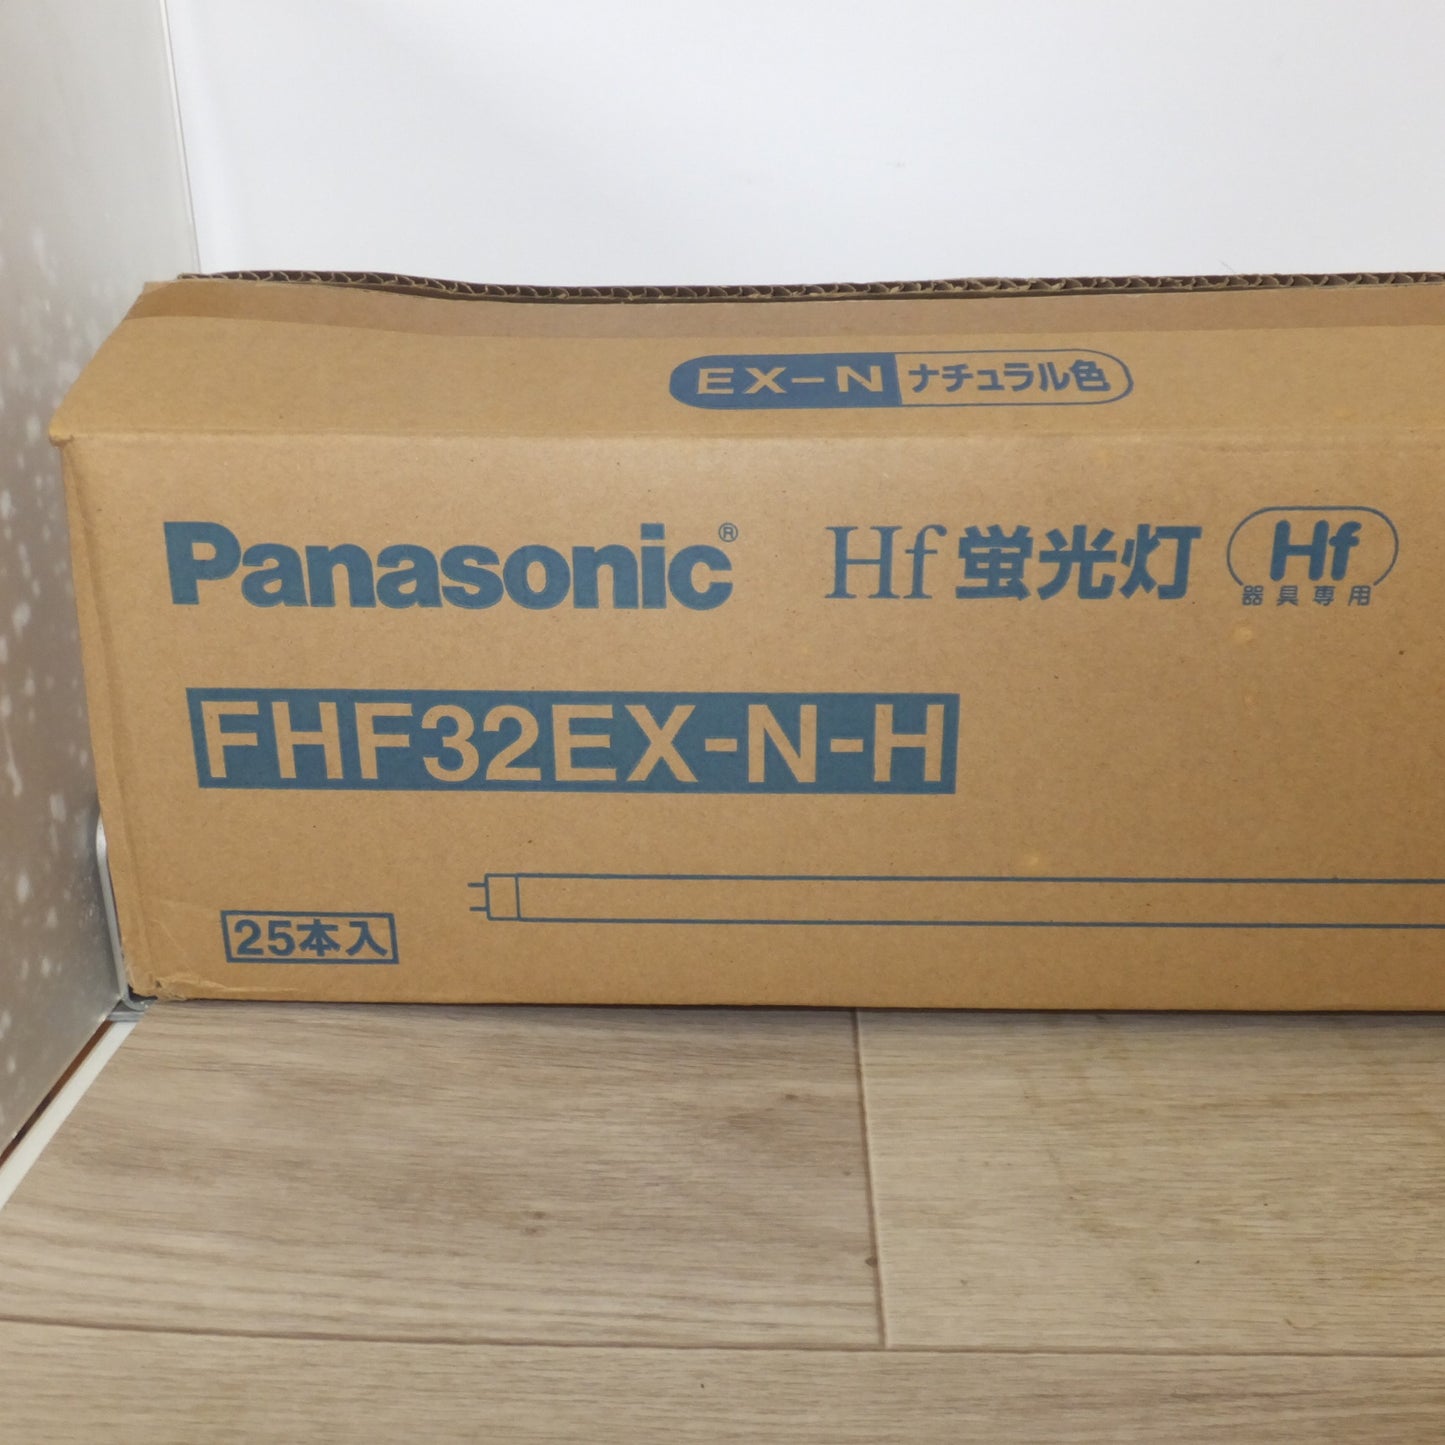 EX-N ナチュラル色
Panasonic® Hf 蛍光灯 Hf
器具専用
FHF32EX-N-H
25本入